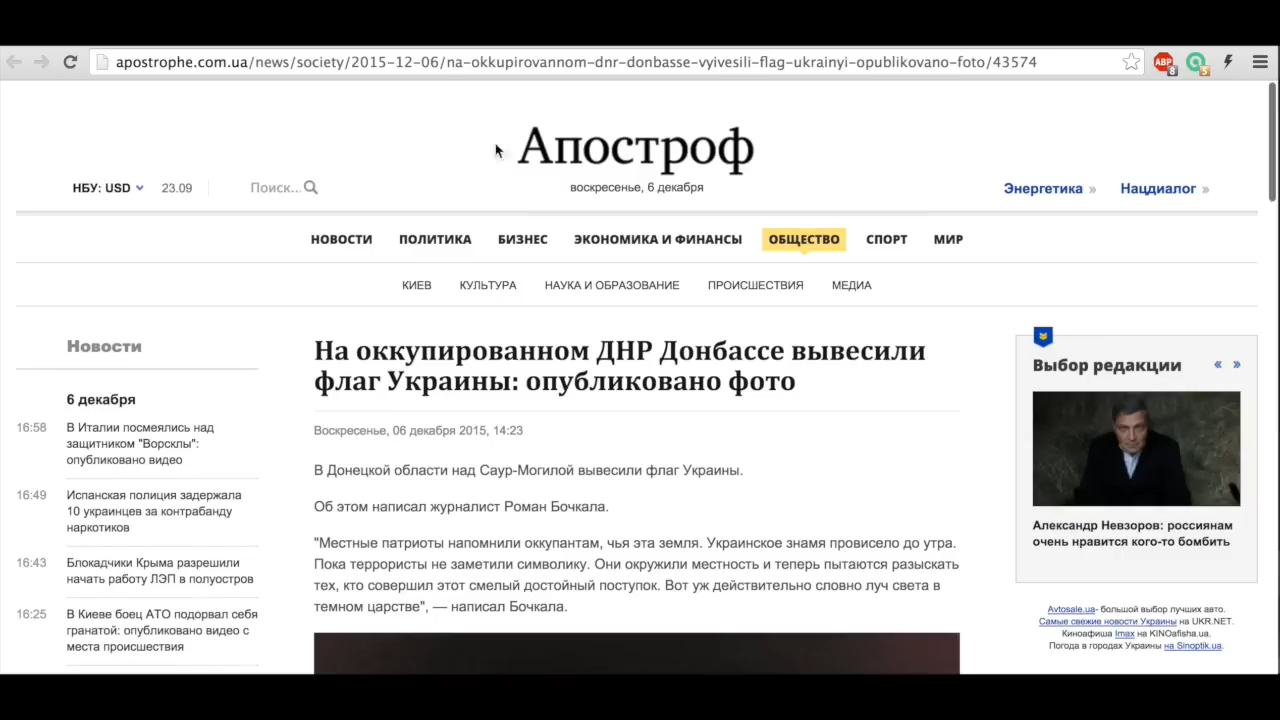 apostrophe.com.ua/news/society/2015-12-06/na-okkupirovannom-dnr-donbasse-vyivesili-flag-ukrainyi-opublikovano-foto/43574
ABP
8
5
Апостроф
воскресенье, 6 декабря
НБУ: USD 23.09
Поиск...
Энергетика »
Нацдиалог »
НОВОСТИ ПОЛИТИКА БИЗНЕС ЭКОНОМИКА И ФИНАНСЫ ОБЩЕСТВО СПОРТ МИР
КИЕВ КУЛЬТУРА НАУКА И ОБРАЗОВАНИЕ ПРОИСШЕСТВИЯ МЕДИА
Новости
6 декабря
16:58 В Италии посмеялись над
защитником "Ворсклы":
опубликовано видео
16:49 Испанская полиция задержала
10 украинцев за контрабанду
наркотиков
16:43 Блокадчики Крыма разрешили
начать работу ЛЭП в полуостров
16:25 В Киеве боец АТО подорвал себя
гранатой: опубликовано видео с
места происшествия
На оккупированном ДНР Донбассе вывесили
флаг Украины: опубликовано фото
Воскресенье, 06 декабря 2015, 14:23
В Донецкой области над Саур-Могилой вывесили флаг Украины.
Об этом написал журналист Роман Бочкала.
"Местные патриоты напомнили оккупантам, чья эта земля. Украинское знамя провисело до утра.
Пока террористы не заметили символику. Они окружили местность и теперь пытаются разыскать
тех, кто совершил этот смелый достойный поступок. Вот уж действительно словно луч света в
темном царстве", — написал Бочкала.
Выбор редакции « »
Александр Невзоров: россиянам
очень нравится кого-то бомбить
Avtosale.ua- большой выбор лучших авто.
Самые свежие новости Украины на UKR.NET.
Киноафиша Imax на KINOafisha.ua.
Погода в городах Украины на Sinoptik.ua.